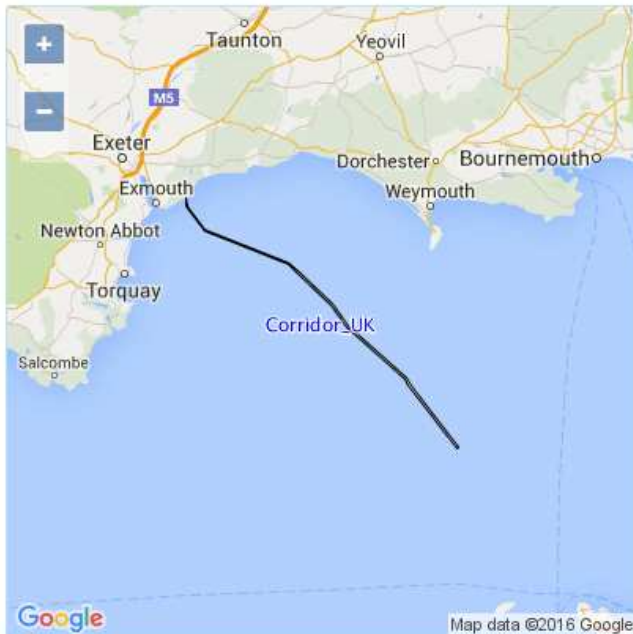 +
Taunton
Yeovil
−
M5
Exeter
Dorchester
Bournemouth
Exmouth
Weymouth
Newton Abbot
Torquay
Corridor_UK
Salcombe
Google
Map data ©2016 Google